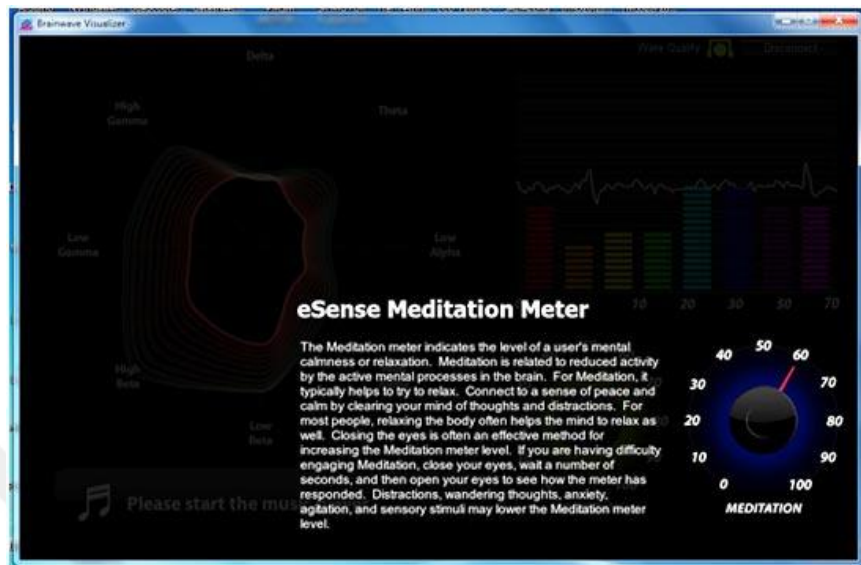 Brainwave Visualizer
Delta
Wave Quality
Disconnect
High
Gamma
Theta
Low
Gamma
Low
Alpha
10 20 30 50 70
eSense Meditation Meter
The Meditation meter indicates the level of a user's mental
calmness or relaxation. Meditation is related to reduced activity
by the active mental processes in the brain. For Meditation, it
typically helps to try to relax. Connect to a sense of peace and
calm by clearing your mind of thoughts and distractions. For
most people, relaxing the body often helps the mind to relax as
well. Closing the eyes is often an effective method for
increasing the Meditation meter level. If you are having difficulty
engaging Meditation, close your eyes, wait a number of
seconds, and then open your eyes to see how the meter has
responded. Distractions, wandering thoughts, anxiety,
agitation, and sensory stimuli may lower the Meditation meter
level.
High
Beta
Low
Beta
Please start the mus
0 10 20 30 40 50 60 70 80 90 100
MEDITATION